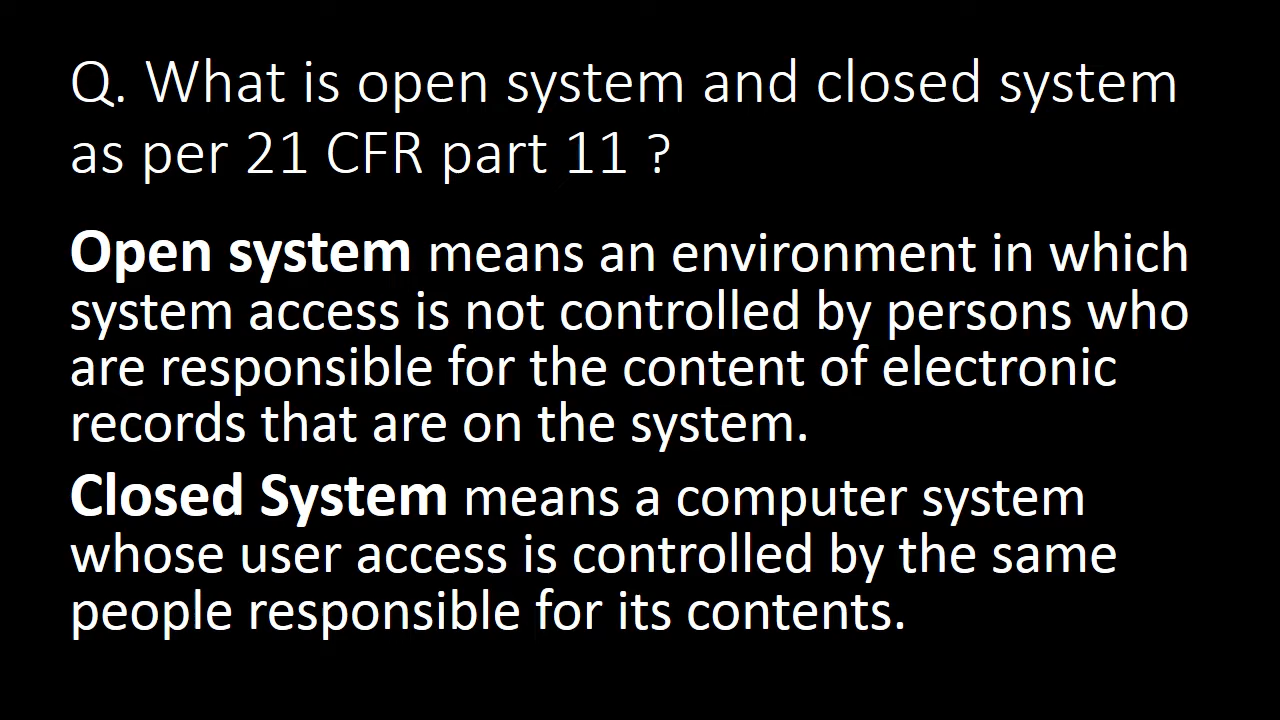 Q. What is open system and closed system
as per 21 CFR part 11 ?
Open system means an environment in which
system access is not controlled by persons who
are responsible for the content of electronic
records that are on the system.
Closed System means a computer system
whose user access is controlled by the same
people responsible for its contents.